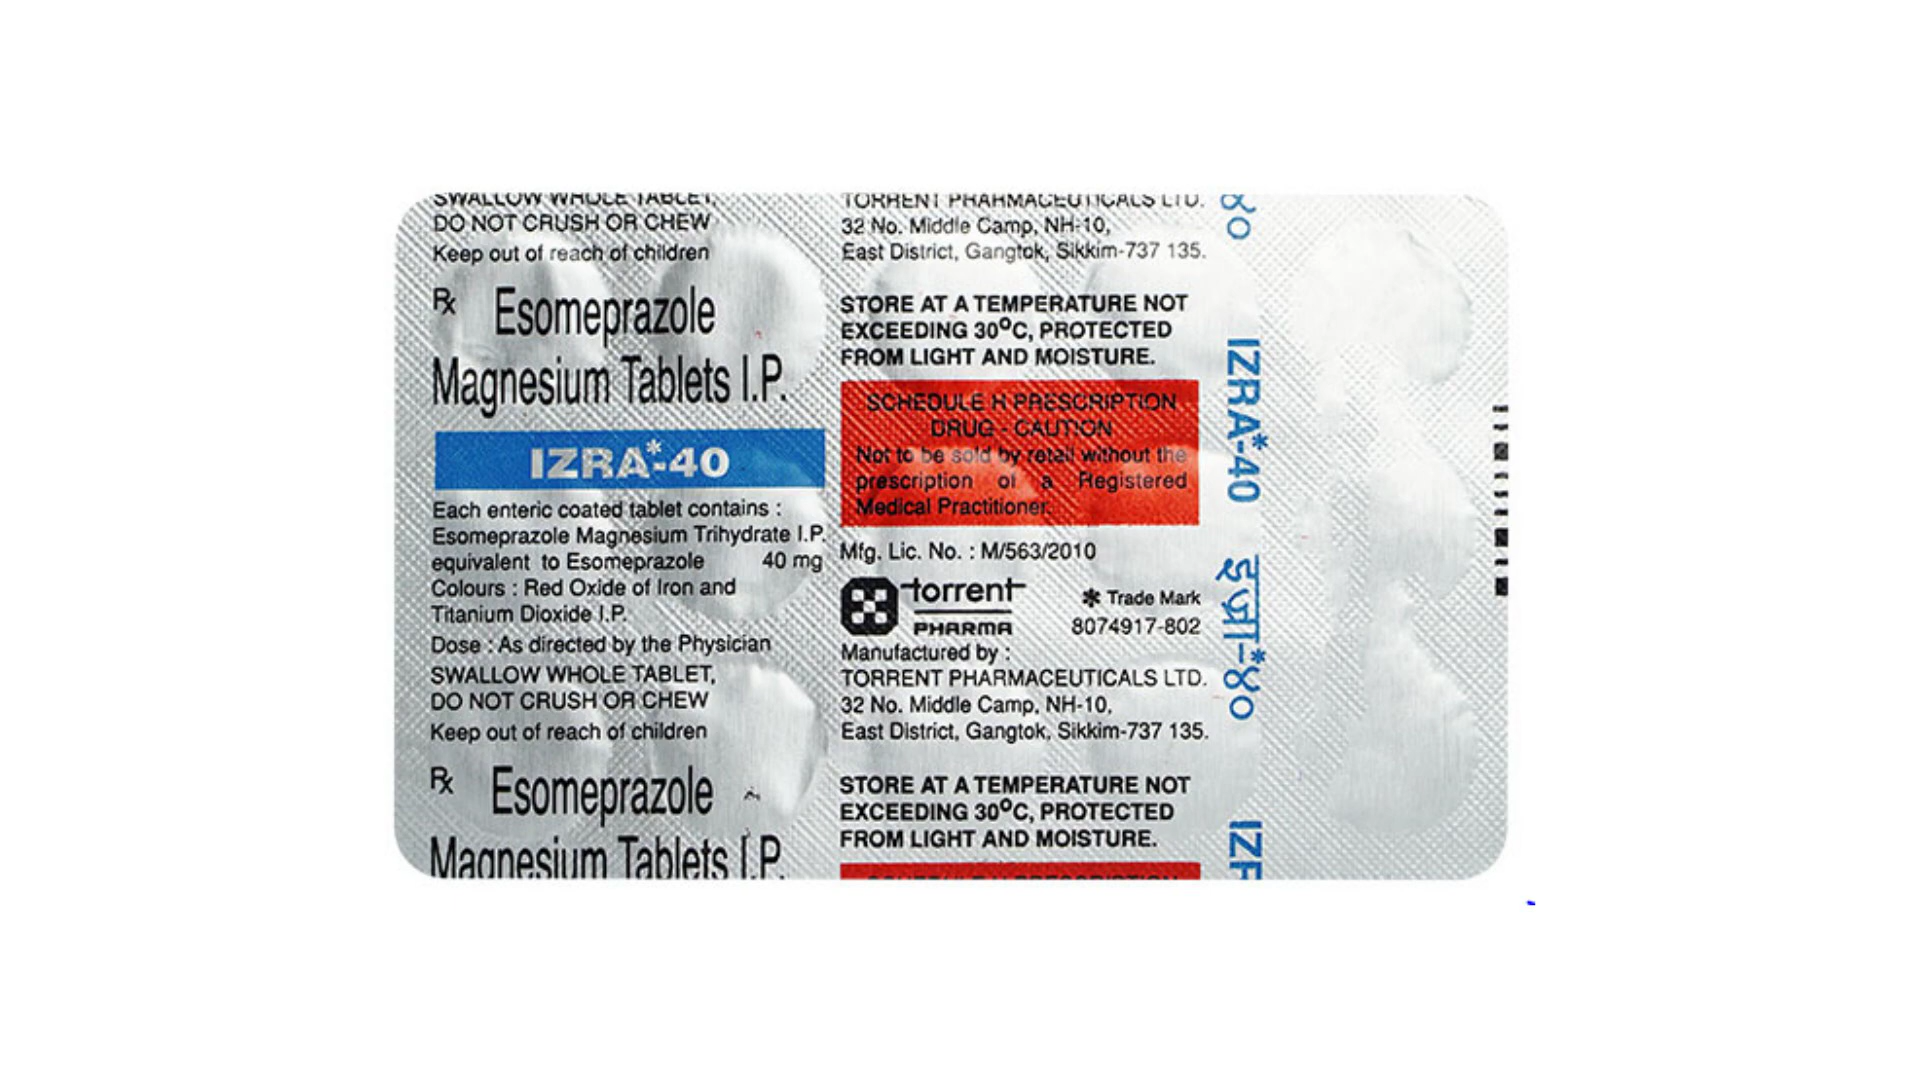 SWALLOW WHOLE TABLET,
DO NOT CRUSH OR CHEW
Keep out of reach of children
Rx Esomeprazole
Magnesium Tablets I.P.
IZRA*-40
Each enteric coated tablet contains :
Esomeprazole Magnesium Trihydrate I.P.
equivalent to Esomeprazole 40 mg
Colours : Red Oxide of Iron and
Titanium Dioxide I.P.
Dose : As directed by the Physician
SWALLOW WHOLE TABLET,
DO NOT CRUSH OR CHEW
Keep out of reach of children
Rx Esomeprazole
Magnesium Tablets I.P.
TORRENT PHARMACEUTICALS LTD.
32 No. Middle Camp, NH-10,
East District, Gangtok, Sikkim-737 135.
STORE AT A TEMPERATURE NOT
EXCEEDING 30⁰C, PROTECTED
FROM LIGHT AND MOISTURE.
SCHEDULE H PRESCRIPTION
DRUG - CAUTION
Not to be sold by retail without the
prescription of a Registered
Medical Practitioner.
Mfg. Lic. No. : M/563/2010
torrent
PHARMA
* Trade Mark
8074917-802
Manufactured by :
TORRENT PHARMACEUTICALS LTD.
32 No. Middle Camp, NH-10,
East District, Gangtok, Sikkim-737 135.
STORE AT A TEMPERATURE NOT
EXCEEDING 30⁰C, PROTECTED
FROM LIGHT AND MOISTURE.
४०
IZRA*-40
इज़्रा*-४०
IZR